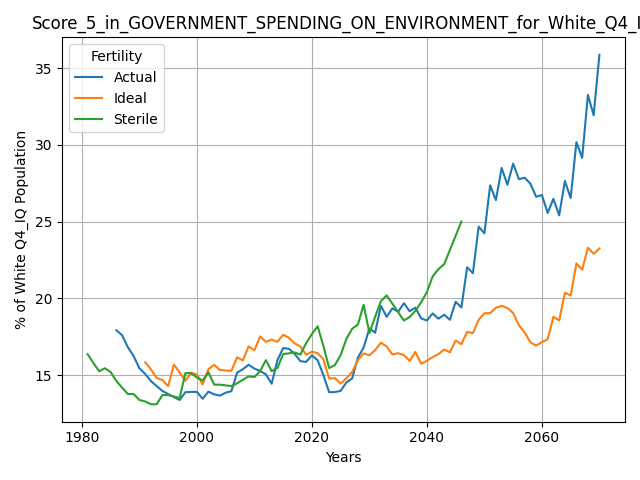 Score_5_in_GOVERNMENT_SPENDING_ON_ENVIRONMENT_for_White_Q4_I
Fertility
Actual
Ideal
Sterile
% of White Q4_IQ Population
35
30
25
20
15
1980
2000
2020
2040
2060
Years